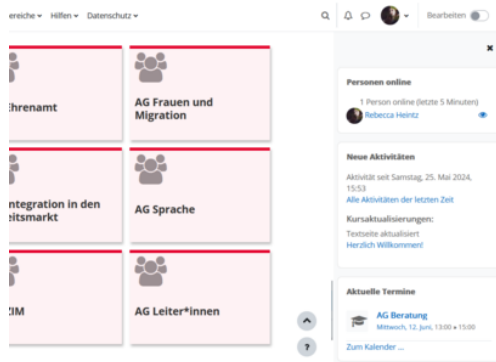 Hilfen
Datenschutz
Bearbeiten
AG Frauen und
Migration
ntegration in den
eitsmarkt
AG Sprache
AG Leiter*innen
Personen online
1 Person online (letzte 5 Minuten)
Rebecca Heintz
Neue Aktivitäten
Aktivität seit Samstag, 25. Mai 2024,
15:53
Alle Aktivitäten der letzten Zeit
Kursaktualisierungen:
Textseite aktualisiert
Herzlich Willkommen!
Aktuelle Termine
AG Beratung
Mittwoch, 12. Juni, 13:00 » 15:00
Zum Kalender ...
?